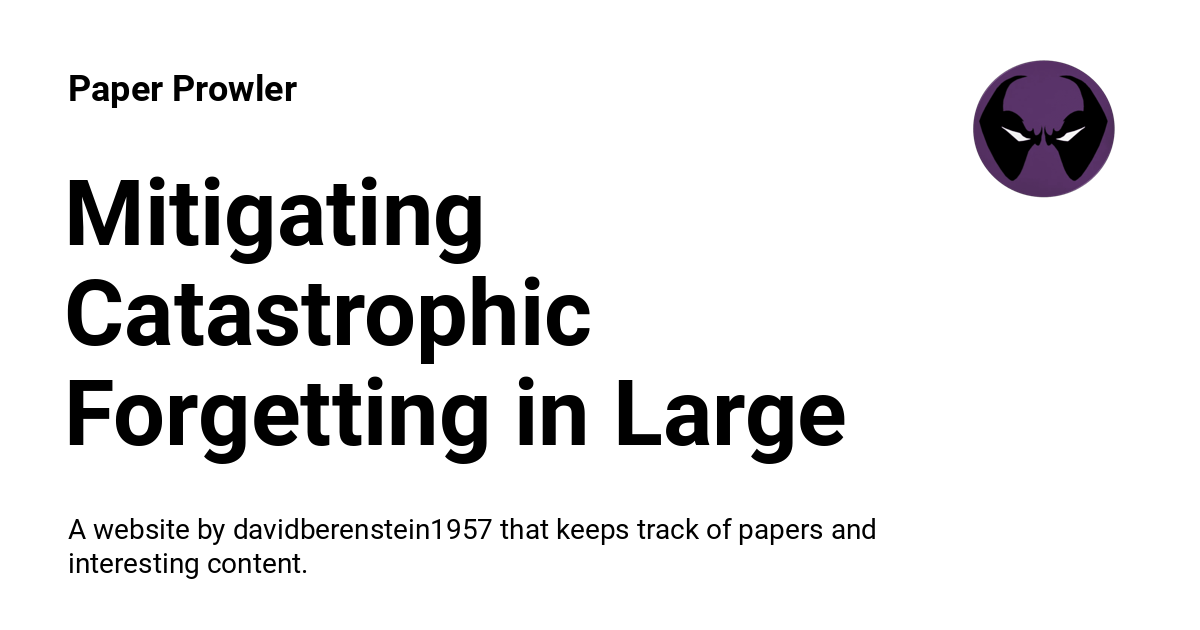 Paper Prowler
Mitigating
Catastrophic
Forgetting in Large
A website by davidberenstein1957 that keeps track of papers and
interesting content.